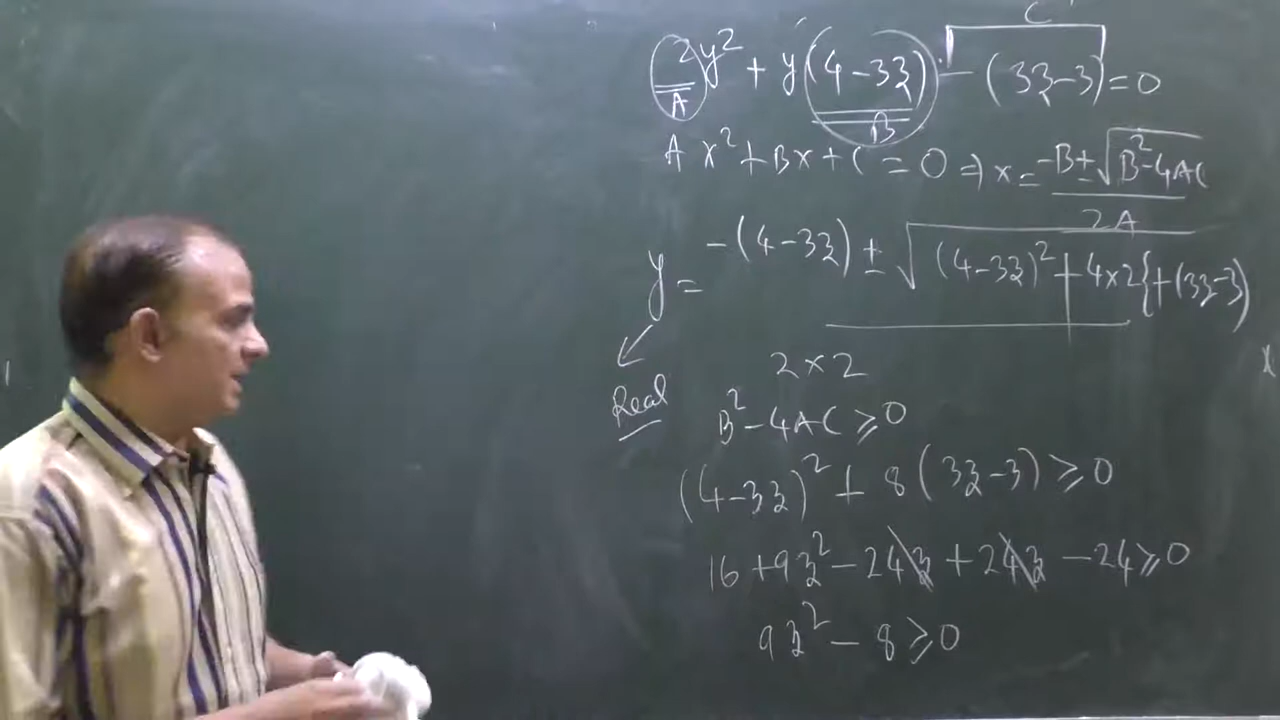 C
2y² + y(4-3z) - (3z-3) = 0
A B
Ax² + Bx + C = 0 ⇒ x = (-B ± √(B²-4AC)) / 2A
y = (-(4-3z) ± √((4-3z)² + 4×2{+(3z-3))) / 2×2
Real
B² - 4AC ≥ 0
(4-3z)² + 8(3z-3) ≥ 0
16 + 9z² - 24z + 24z - 24 ≥ 0
9z² - 8 ≥ 0